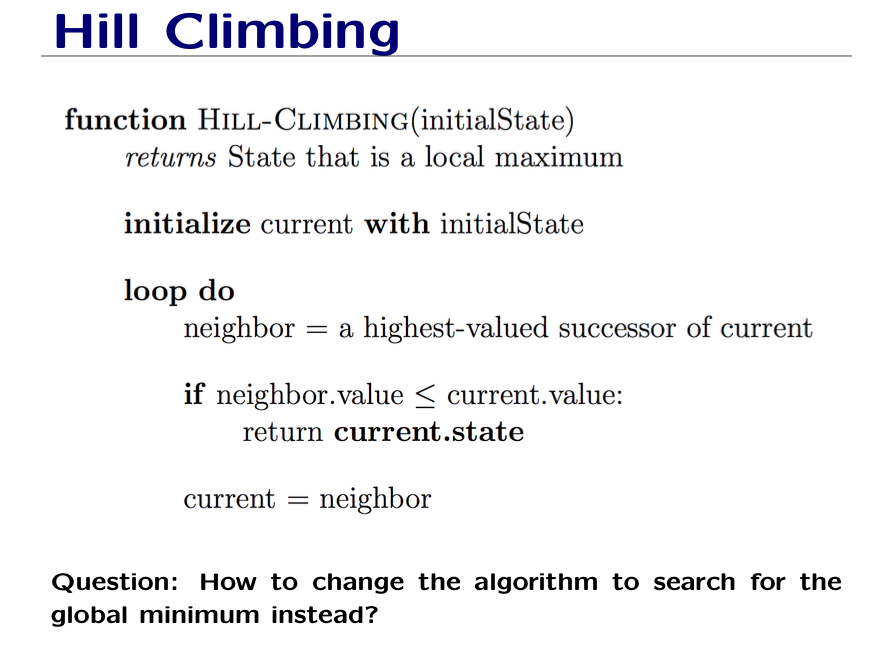 Hill Climbing
function HILL-CLIMBING(initialState)
returns State that is a local maximum
initialize current with initialState
loop do
neighbor = a highest-valued successor of current
if neighbor.value ≤ current.value:
return current.state
current = neighbor
Question: How to change the algorithm to search for the
global minimum instead?